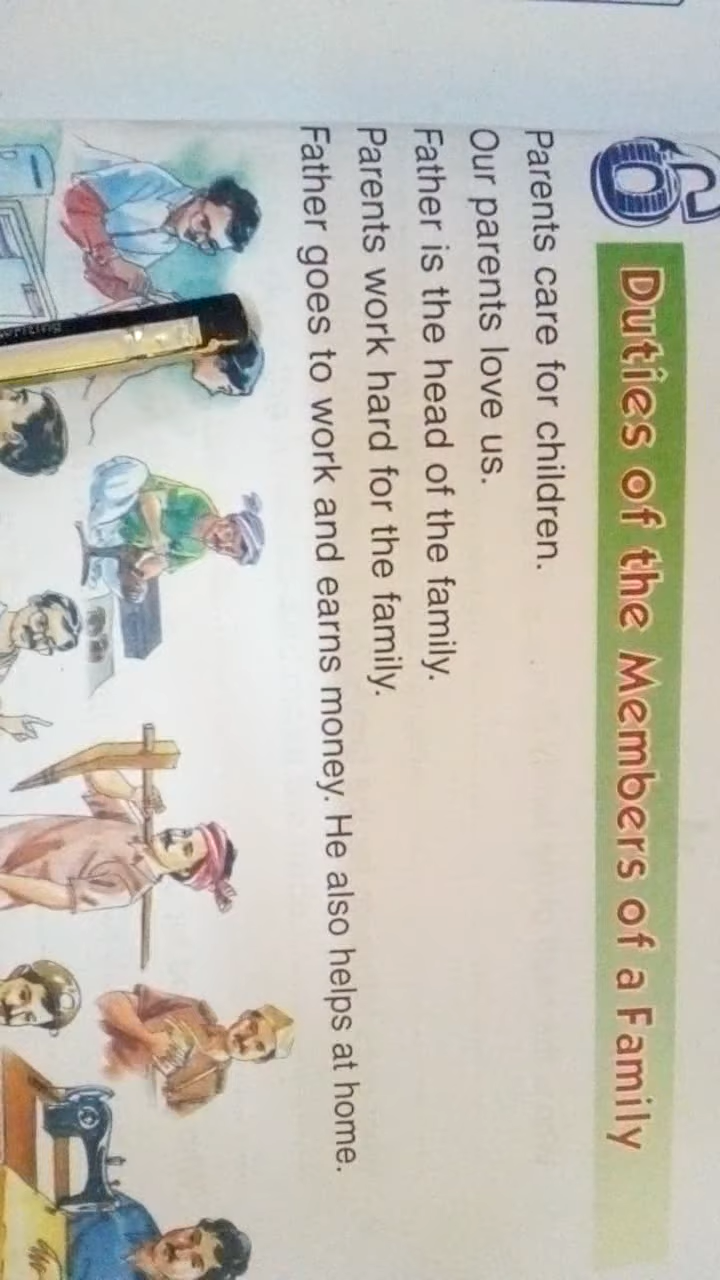 6 Duties of the Members of a Family
Parents care for children.
Our parents love us.
Father is the head of the family.
Parents work hard for the family.
Father goes to work and earns money. He also helps at home.